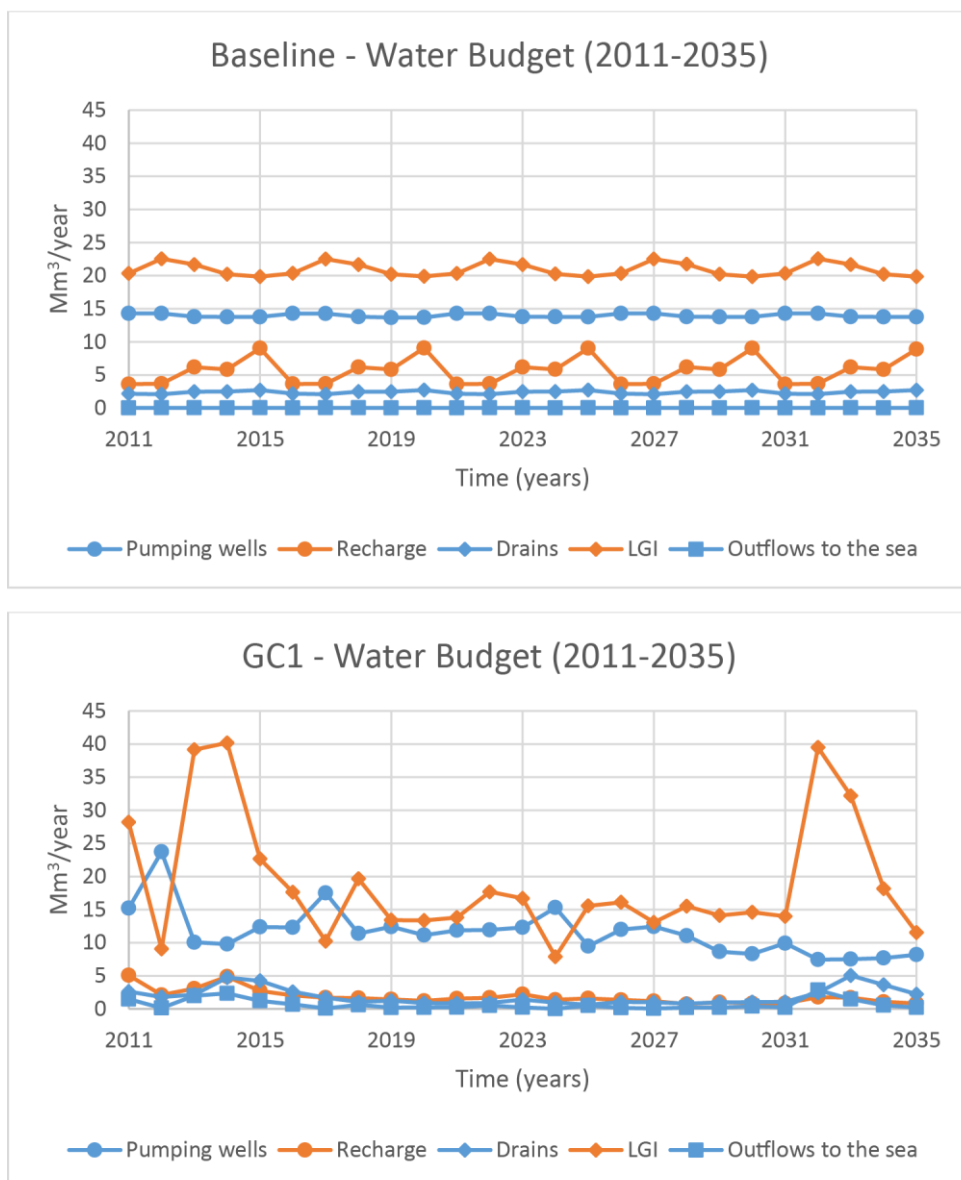 Baseline - Water Budget (2011-2035)
45
40
35
30
25
20
15
10
5
0
Mm³/year
2011 2015 2019 2023 2027 2031 2035
Time (years)
Pumping wells Recharge Drains LGI Outflows to the sea
GC1 - Water Budget (2011-2035)
45
40
35
30
25
20
15
10
5
0
Mm³/year
2011 2015 2019 2023 2027 2031 2035
Time (years)
Pumping wells Recharge Drains LGI Outflows to the sea